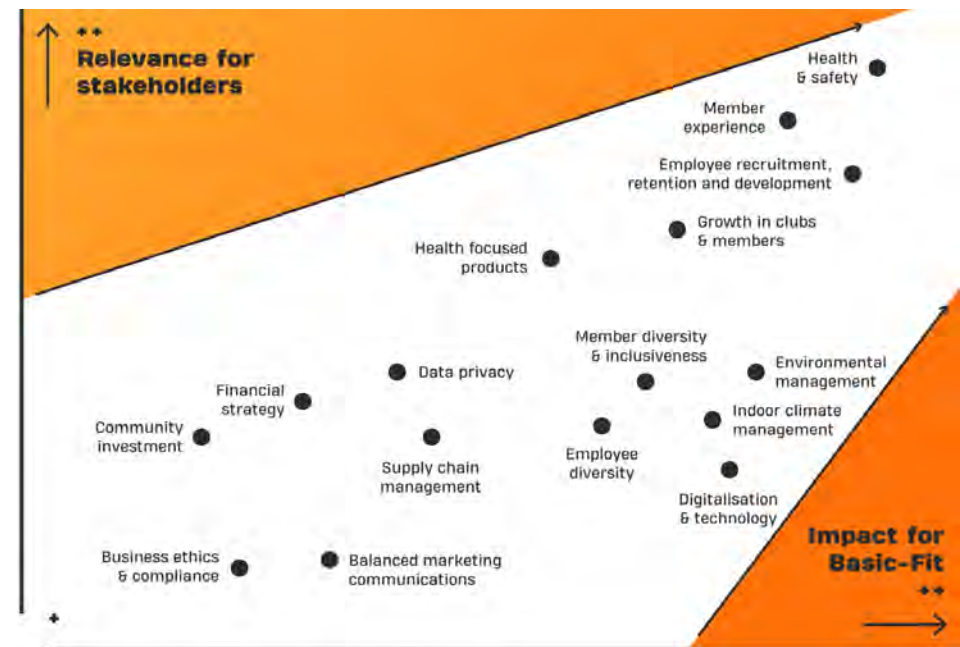 ++
Relevance for
stakeholders
Health
& safety
Member
experience
Employee recruitment,
retention and development
Growth in clubs
& members
Health focused
products
Member diversity
& inclusiveness
Environmental
management
Data privacy
Financial
strategy
Indoor climate
management
Community
investment
Employee
diversity
Supply chain
management
Digitalisation
& technology
Impact for
Basic-Fit
++
Business ethics
& compliance
Balanced marketing
communications
+